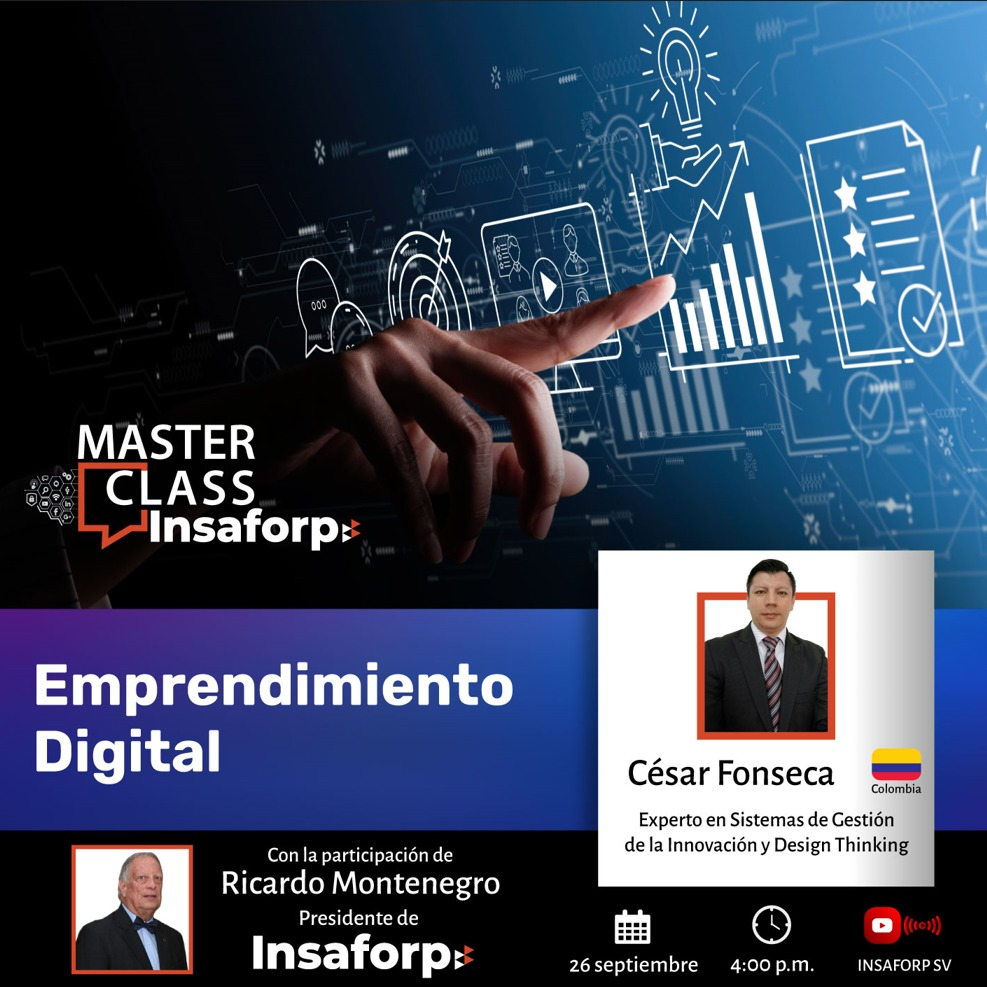 MASTER
CLASS
Insaforp
Emprendimiento
Digital
César Fonseca
Colombia
Experto en Sistemas de Gestión
de la Innovación y Design Thinking
Con la participación de
Ricardo Montenegro
Presidente de
Insaforp
26 septiembre
4:00 p.m.
INSAFORP SV